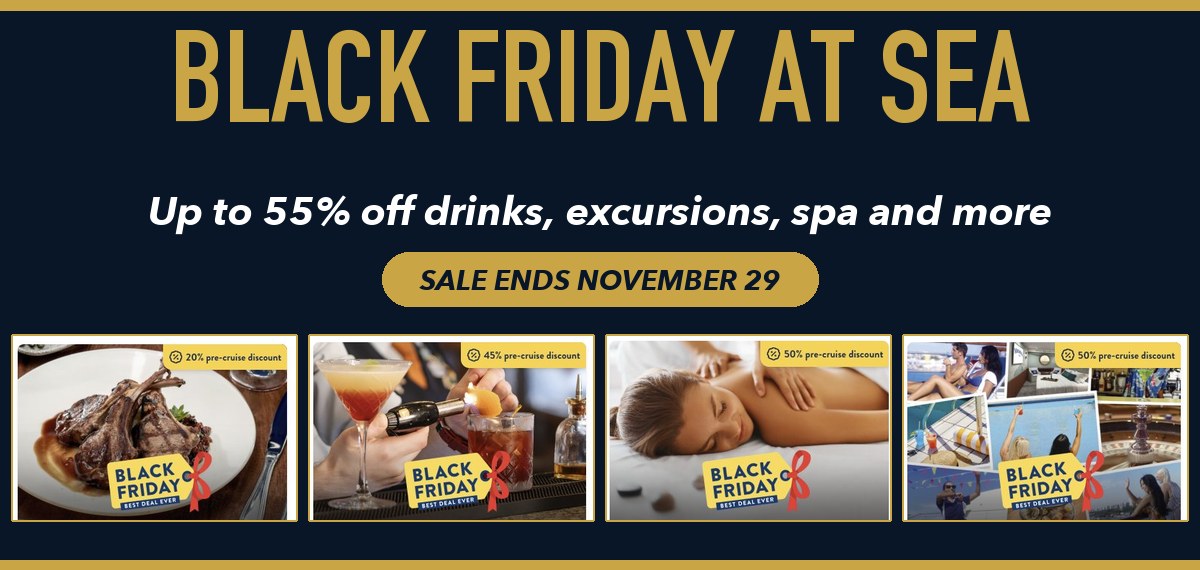 BLACK FRIDAY AT SEA
Up to 55% off drinks, excursions, spa and more
SALE ENDS NOVEMBER 29
20% pre-cruise discount
BLACK
FRIDAY
BEST DEAL EVER
45% pre-cruise discount
BLACK
FRIDAY
BEST DEAL EVER
50% pre-cruise discount
BLACK
FRIDAY
BEST DEAL EVER
50% pre-cruise discount
BLACK
FRIDAY
BEST DEAL EVER